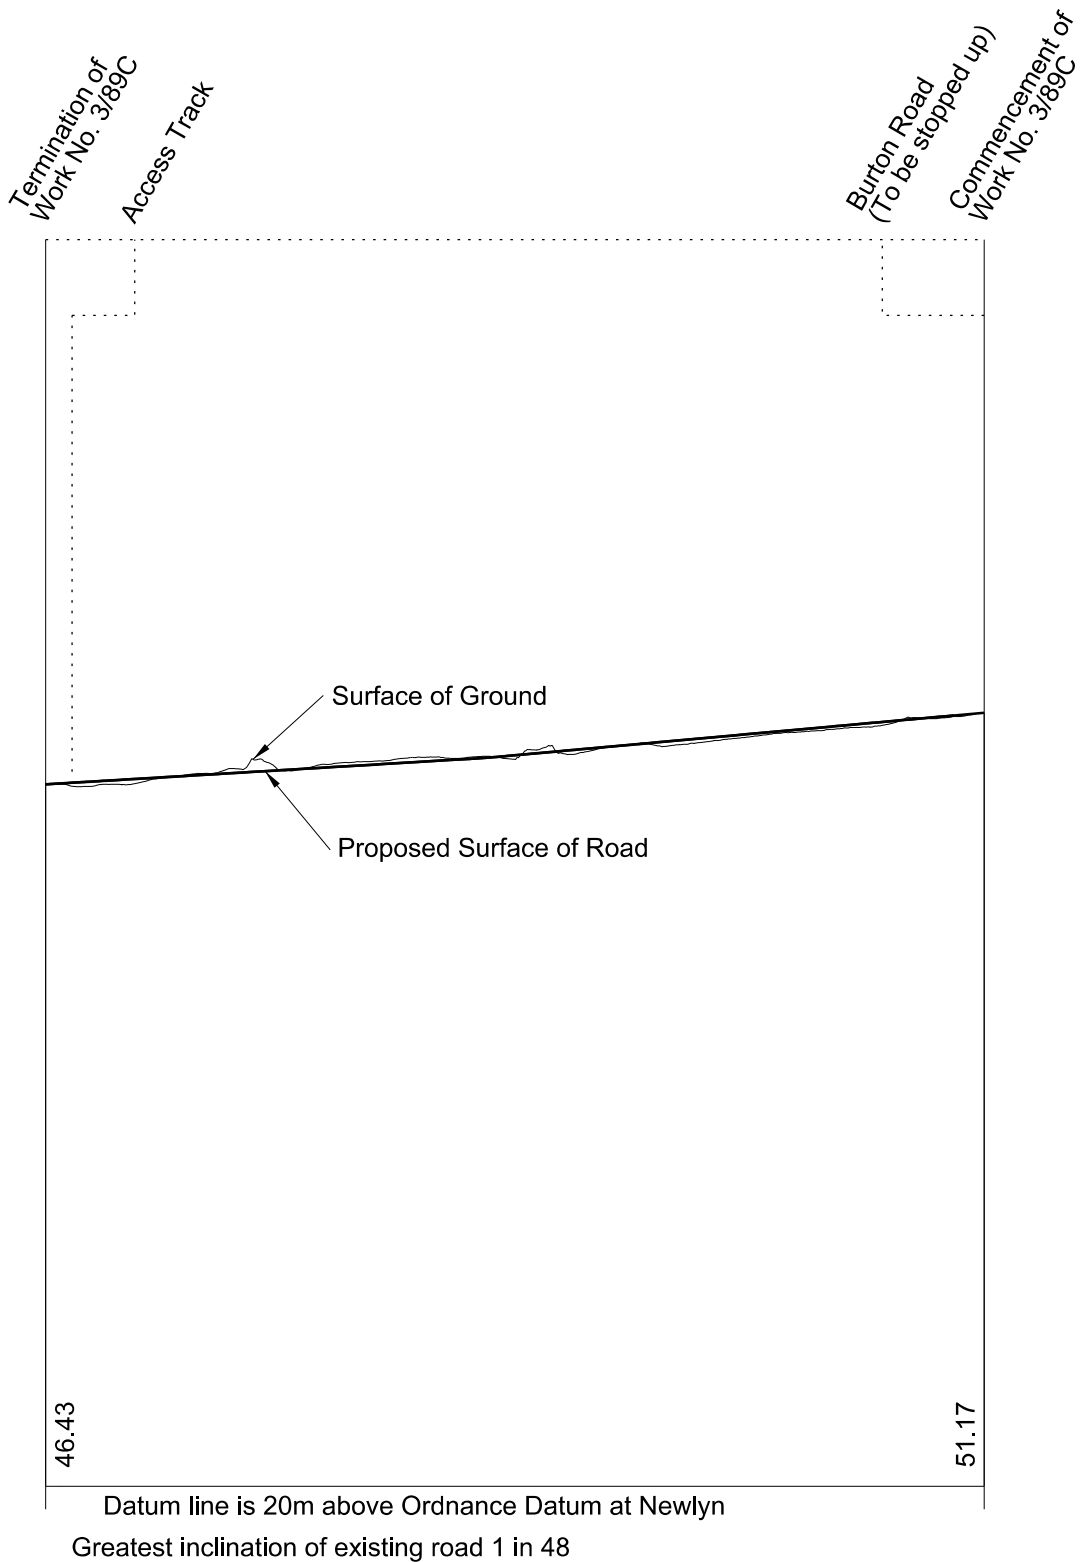 Termination of
Work No. 3/89C
Access Track
Burton Road
(To be stopped up)
Commencement of
Work No. 3/89C
Surface of Ground
Proposed Surface of Road
46.43
51.17
Datum line is 20m above Ordnance Datum at Newlyn
Greatest inclination of existing road 1 in 48